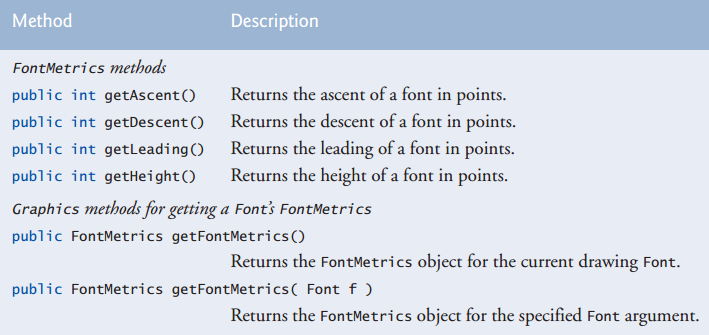 Method Description
FontMetrics methods
public int getAscent() Returns the ascent of a font in points.
public int getDescent() Returns the descent of a font in points.
public int getLeading() Returns the leading of a font in points.
public int getHeight() Returns the height of a font in points.
Graphics methods for getting a Font's FontMetrics
public FontMetrics getFontMetrics()
Returns the FontMetrics object for the current drawing Font.
public FontMetrics getFontMetrics( Font f )
Returns the FontMetrics object for the specified Font argument.